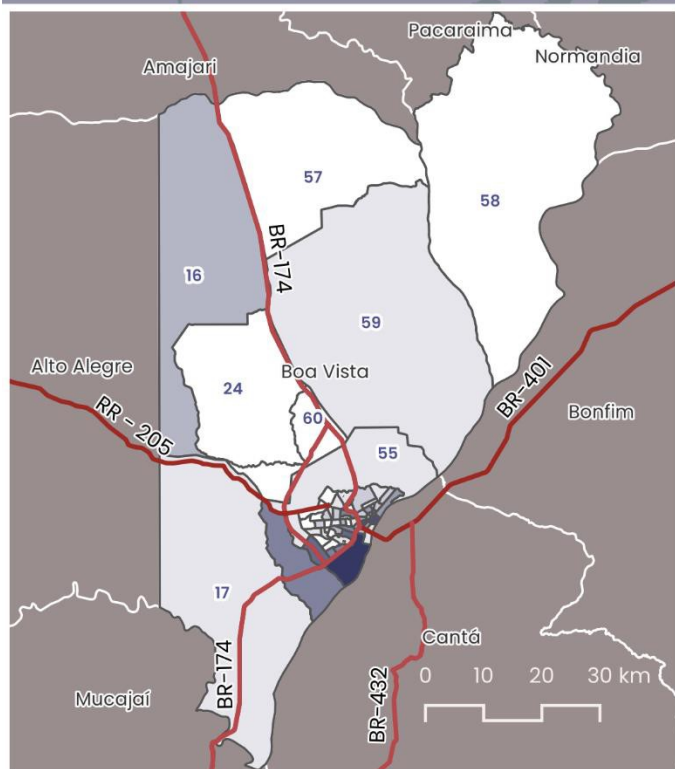 Pacaraima
Normandia
Amajari
57
58
BR-174
16
59
Alto Alegre
Boa Vista
24
BR-401
RR - 205
60
Bonfim
55
17
Cantá
BR-174
0 10 20 30 km
Mucajaí
BR-432